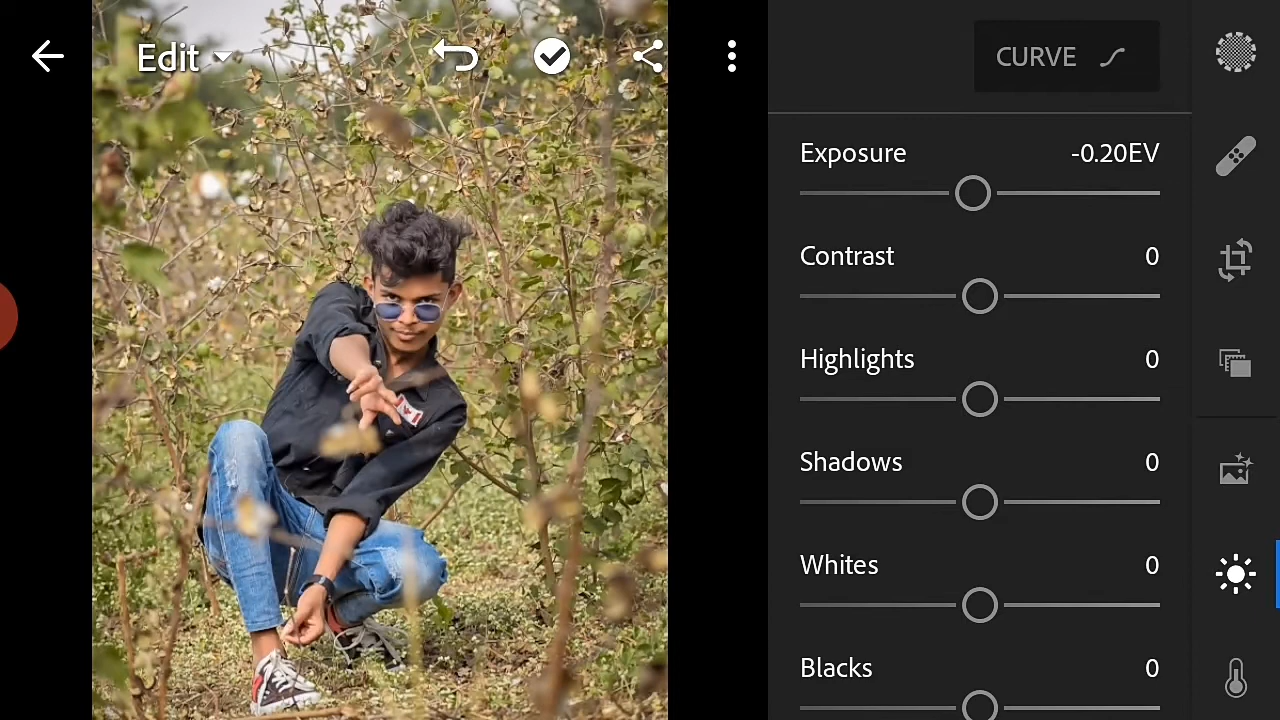 Edit
CURVE
Exposure -0.20EV
Contrast 0
Highlights 0
Shadows 0
Whites 0
Blacks 0